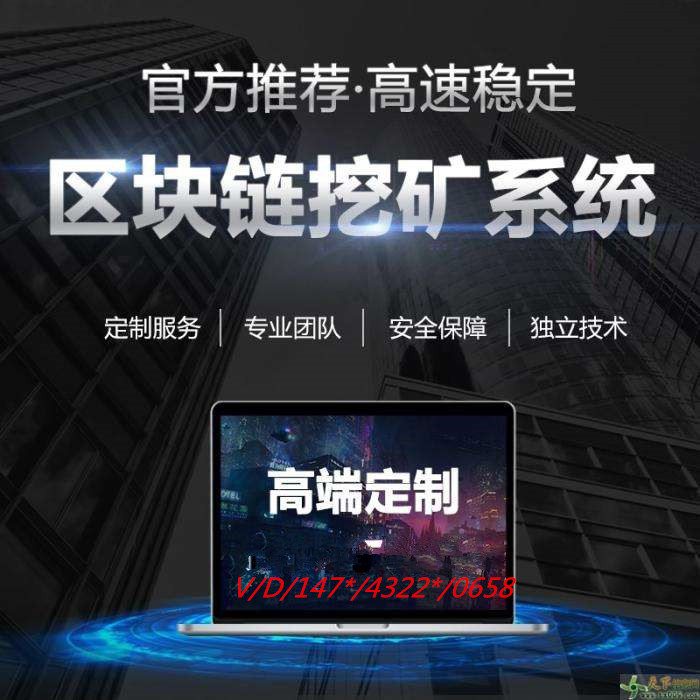 官方推荐·高速稳定
区块链挖矿系统
定制服务 | 专业团队 | 安全保障 | 独立技术
高端定制
V/D/147*/4322*/0658